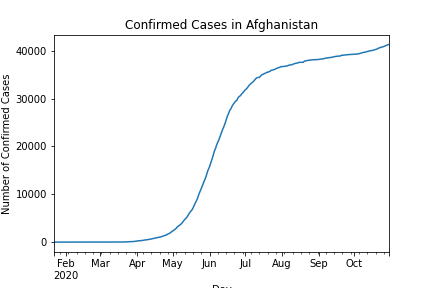 Confirmed Cases in Afghanistan
Number of Confirmed Cases
40000
30000
20000
10000
0
Feb Mar Apr May Jun Jul Aug Sep Oct
2020